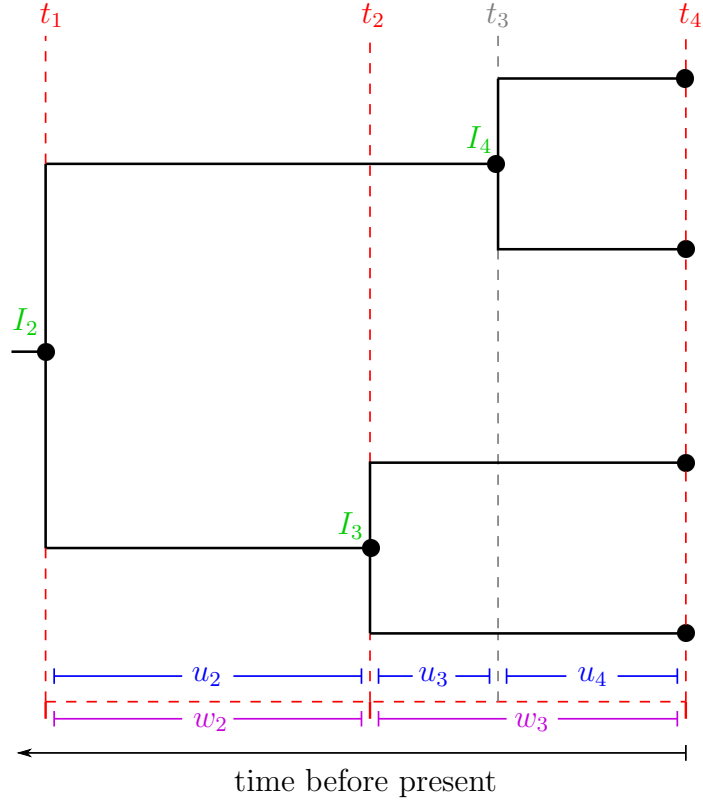 t₁ t₂ t₃ t₄
I₄
I₂
I₃
u₂ u₃ u₄
w₂ w₃
time before present